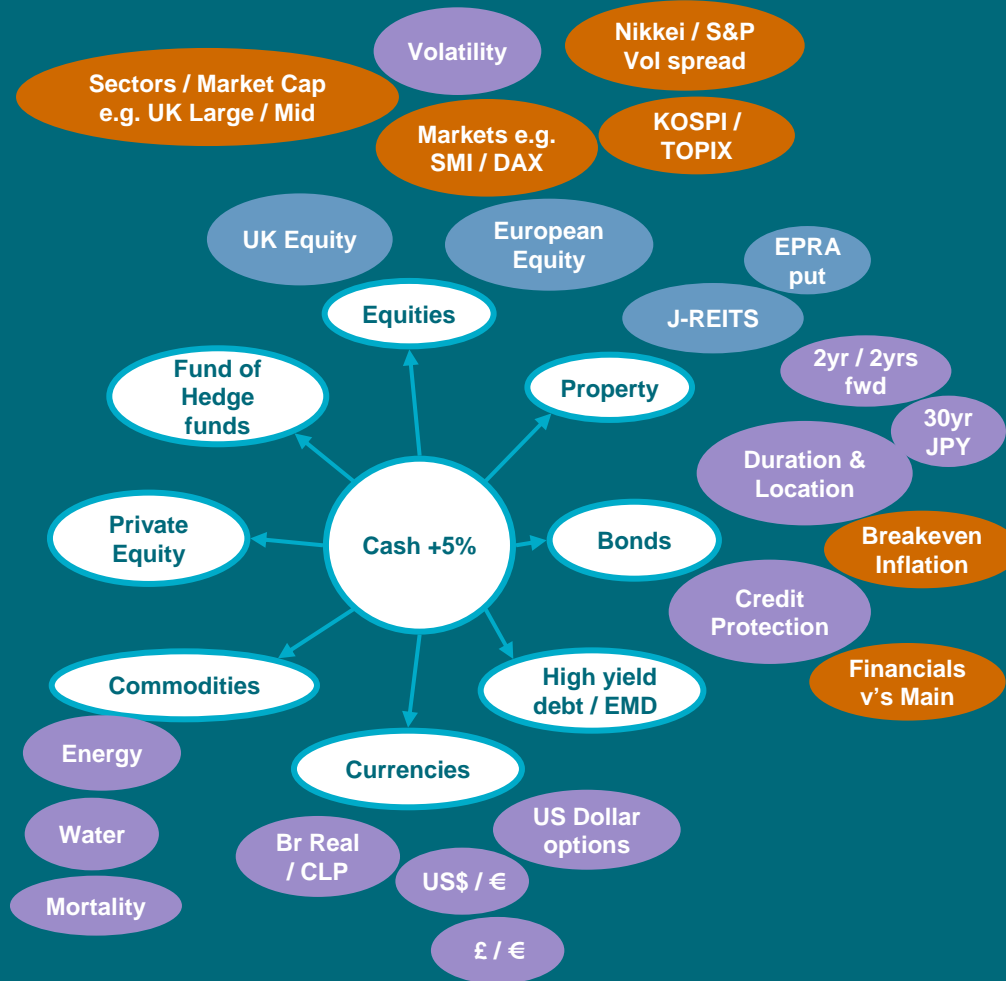 Volatility
Nikkei / S&P
Vol spread
Sectors / Market Cap
e.g. UK Large / Mid
Markets e.g.
SMI / DAX
KOSPI /
TOPIX
UK Equity
European
Equity
EPRA
put
Equities
J-REITS
Fund of
Hedge
funds
Property
2yr / 2yrs
fwd
30yr
JPY
Duration &
Location
Private
Equity
Cash +5%
Bonds
Breakeven
Inflation
Credit
Protection
Commodities
High yield
debt / EMD
Financials
v's Main
Energy
Currencies
Water
Br Real
/ CLP
US$ / €
US Dollar
options
Mortality
£ / €